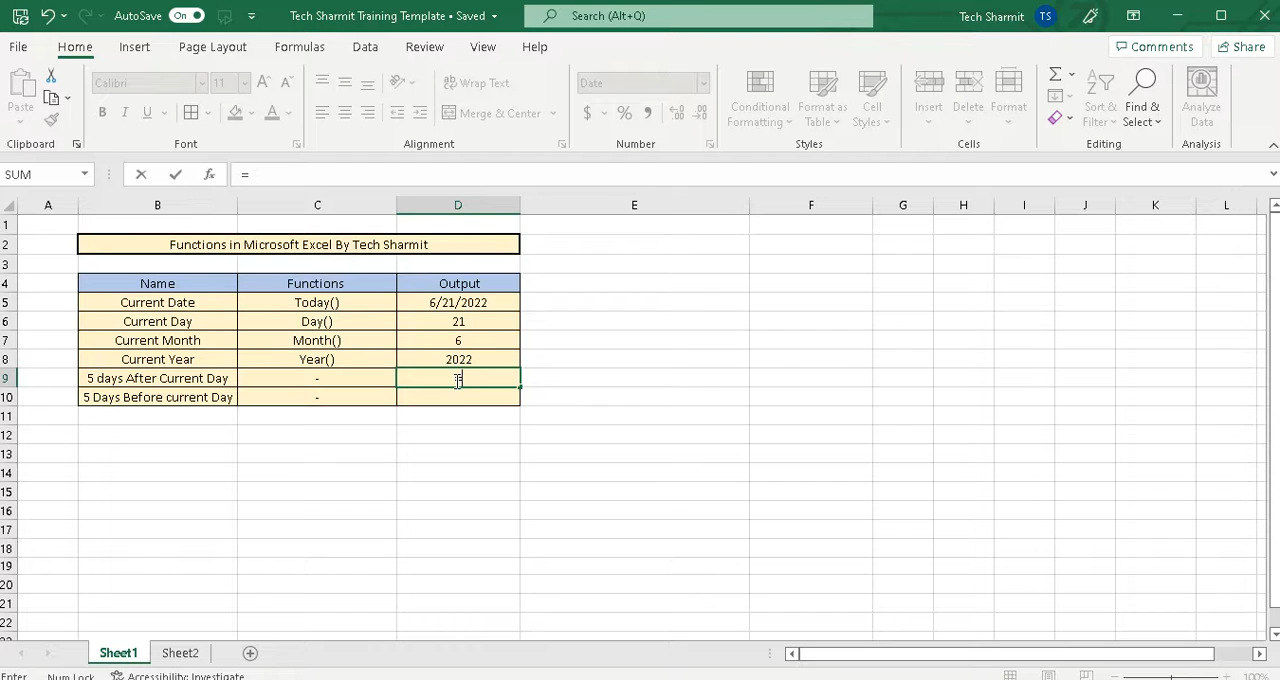 AutoSave On Tech Sharmit Training Template • Saved Search (Alt+Q) Tech Sharmit TS
File Home Insert Page Layout Formulas Data Review View Help Comments Share
Paste Calibri 11 A A Wrap Text Date Conditional Formatting Format as Table Cell Styles Insert Delete Format Sort & Filter Find & Select Analyze Data
B I U A Merge & Center $ % 9
Clipboard Font Alignment Number Styles Cells Editing Analysis
SUM fx =
A B C D E F G H I J K L
1
2 Functions in Microsoft Excel By Tech Sharmit
3
4 Name Functions Output
5 Current Date Today() 6/21/2022
6 Current Day Day() 21
7 Current Month Month() 6
8 Current Year Year() 2022
9 5 days After Current Day - =
10 5 Days Before current Day -
11
12
13
14
15
16
17
18
19
20
21
22
Sheet1 Sheet2
Enter Num Lock Accessibility: Investigate 100%